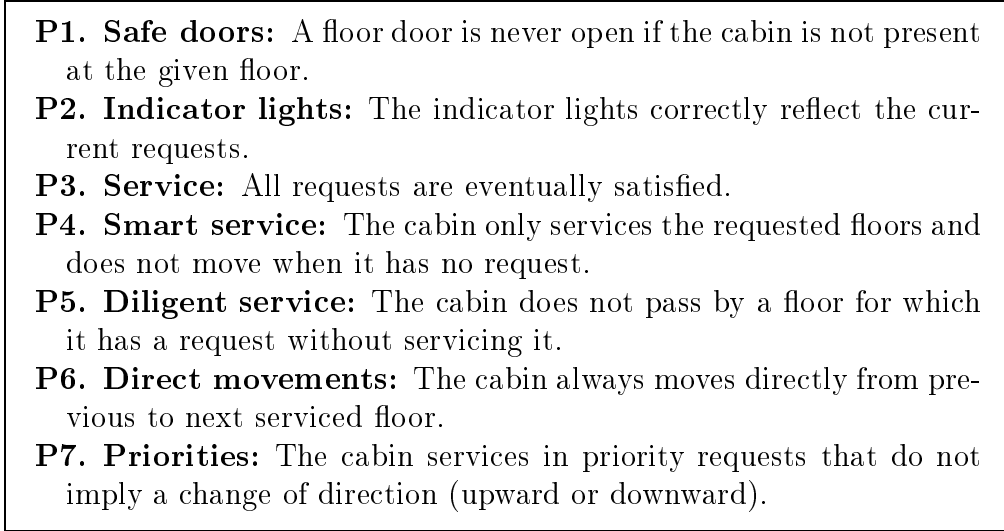 P1. Safe doors: A floor door is never open if the cabin is not present
at the given floor.
P2. Indicator lights: The indicator lights correctly reflect the cur-
rent requests.
P3. Service: All requests are eventually satisfied.
P4. Smart service: The cabin only services the requested floors and
does not move when it has no request.
P5. Diligent service: The cabin does not pass by a floor for which
it has a request without servicing it.
P6. Direct movements: The cabin always moves directly from pre-
vious to next serviced floor.
P7. Priorities: The cabin services in priority requests that do not
imply a change of direction (upward or downward).